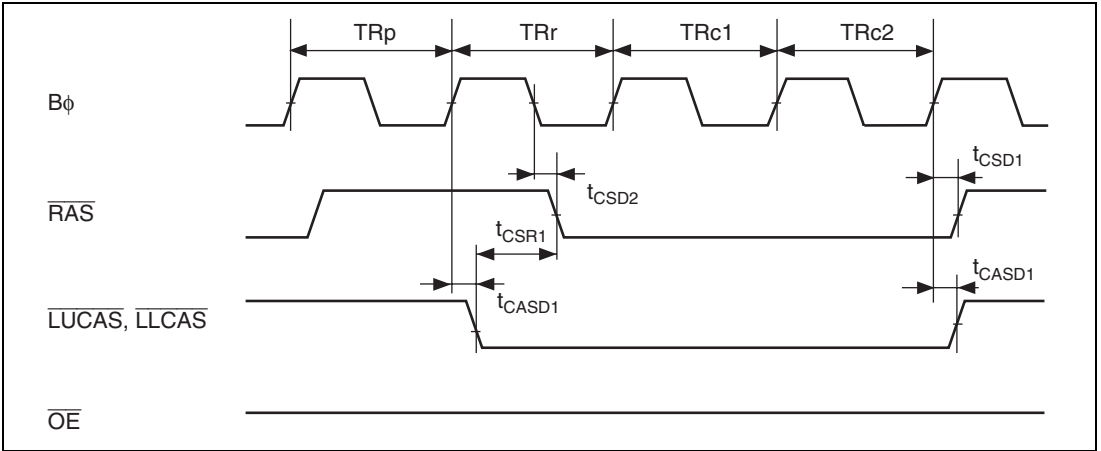 TRp TRr TRc1 TRc2
Bϕ
tCSD1
tCSD2
RAS
tCSR1
tCASD1
tCASD1
LUCAS, LLCAS
OE